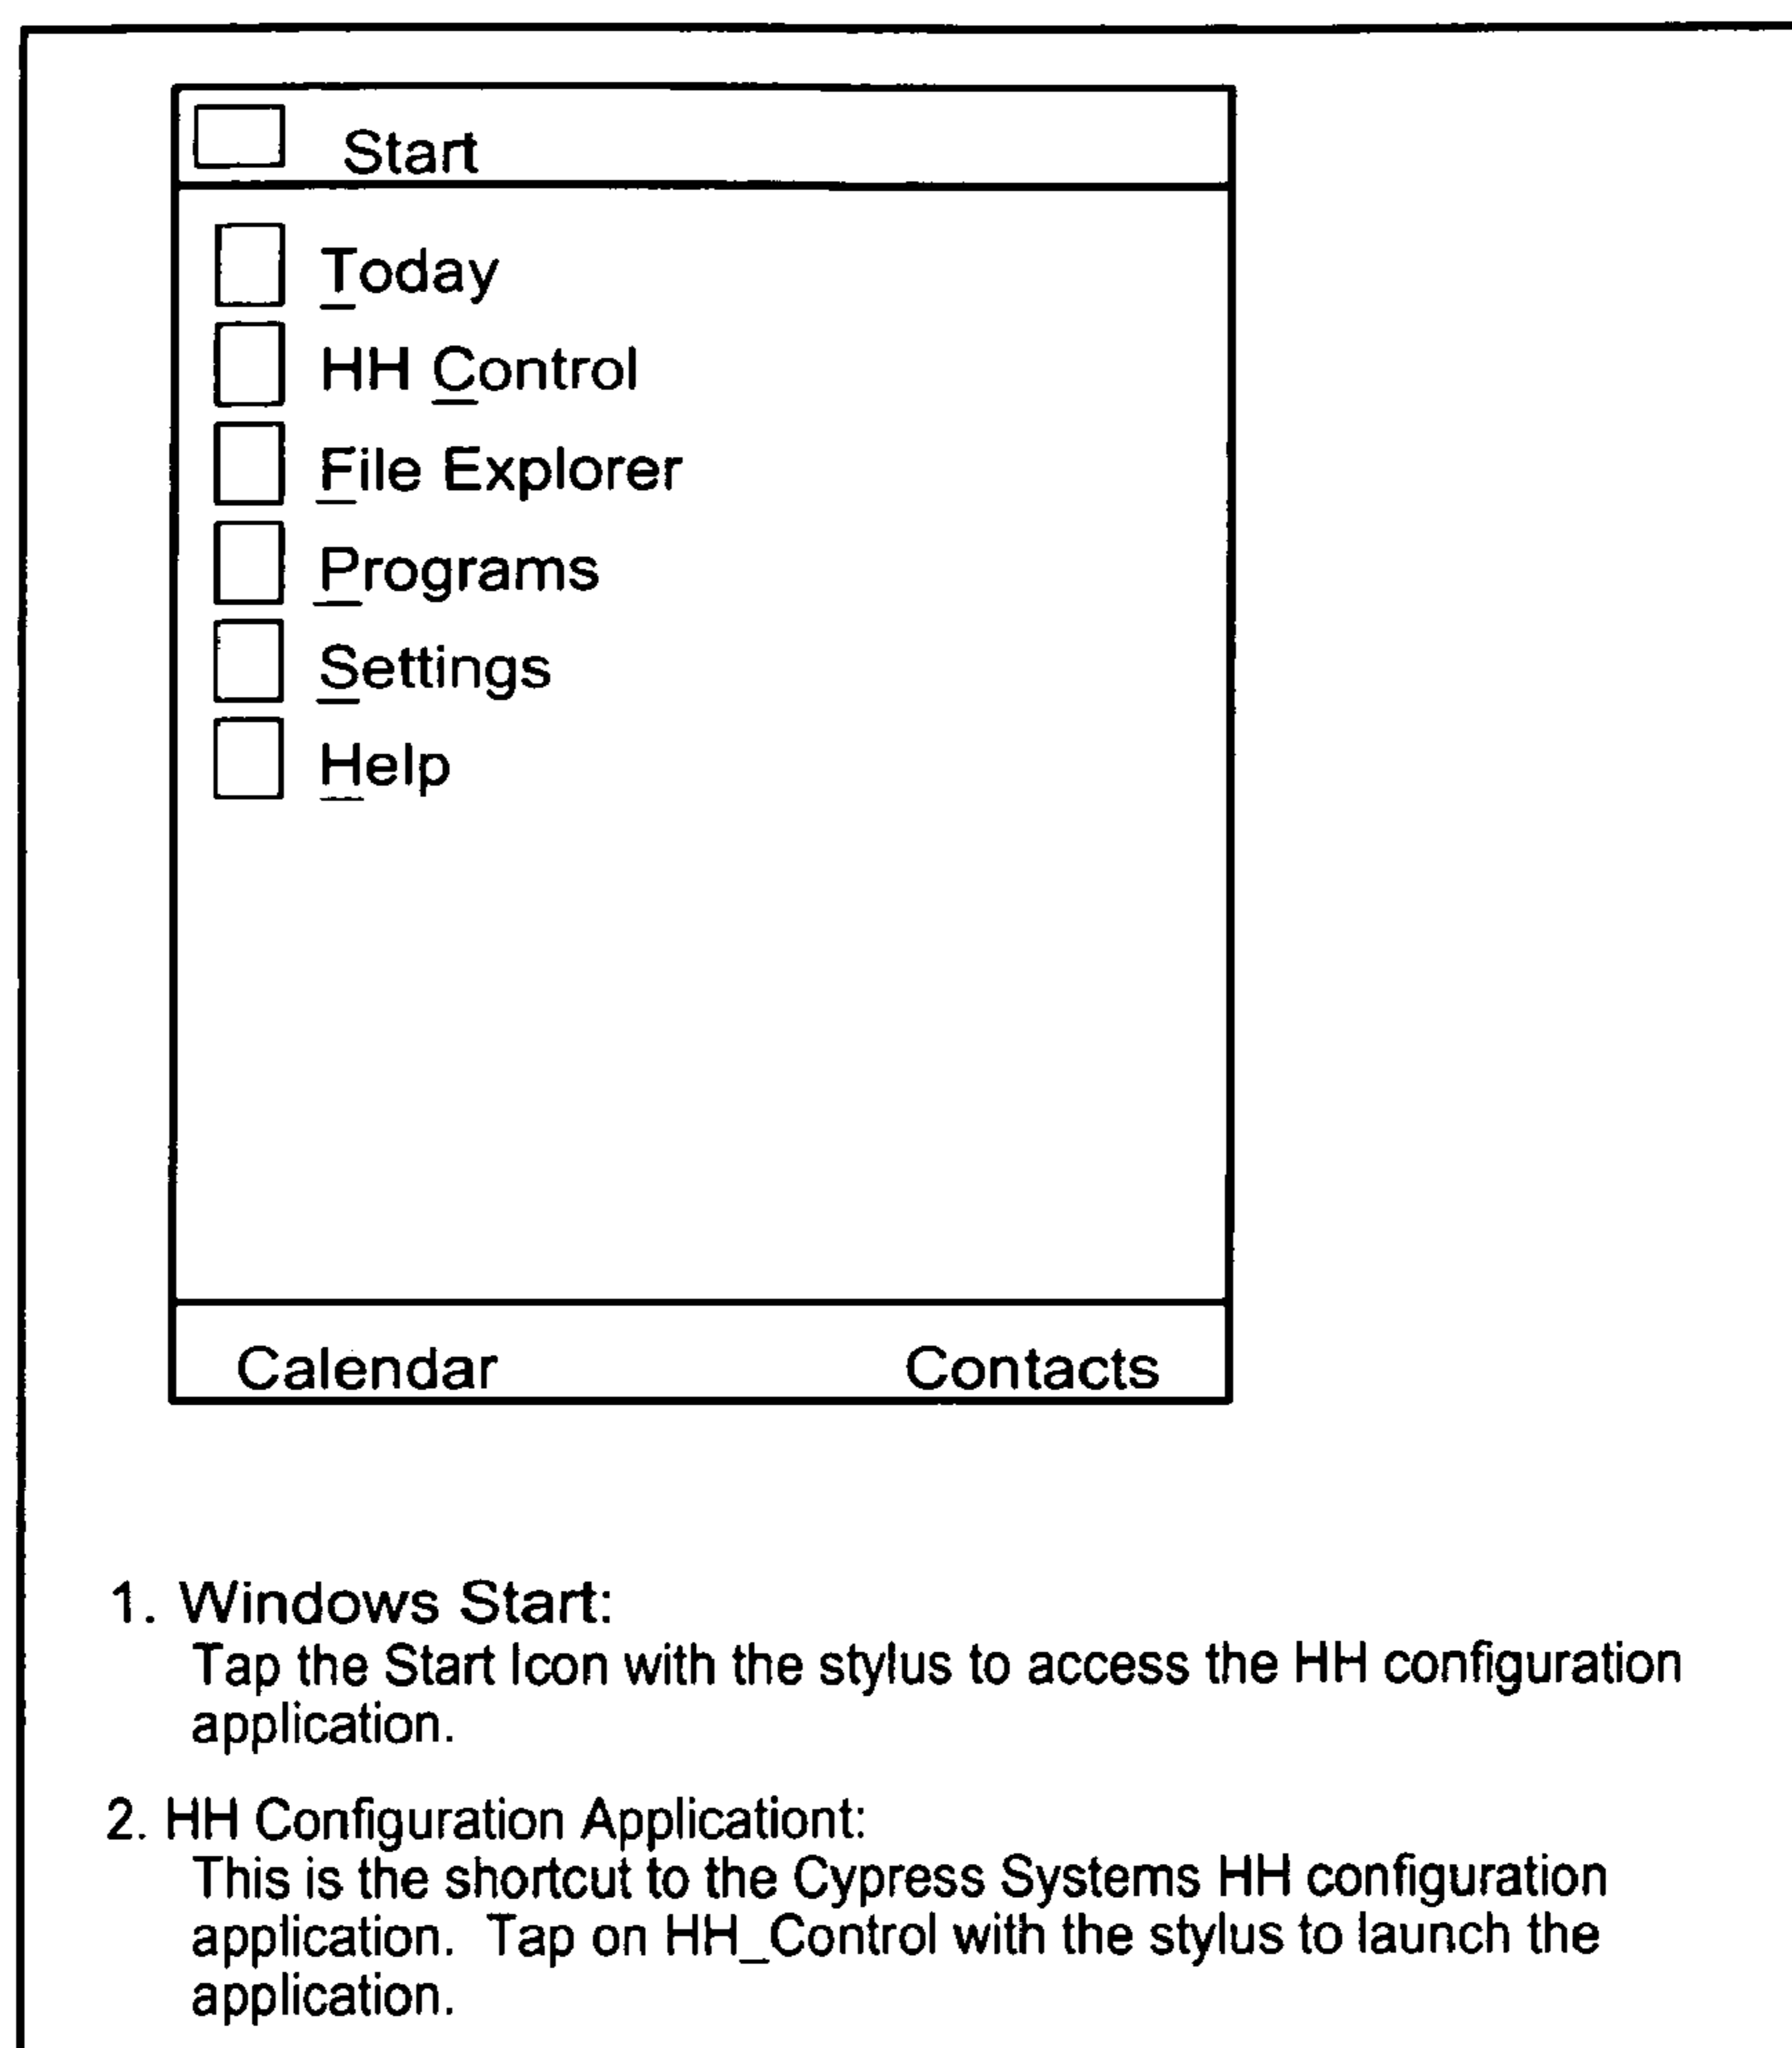 Start
Today
HH Control
File Explorer
Programs
Settings
Help
Calendar Contacts
1. Windows Start:
Tap the Start Icon with the stylus to access the HH configuration
application.
2. HH Configuration Applicationt:
This is the shortcut to the Cypress Systems HH configuration
application. Tap on HH_Control with the stylus to launch the
application.